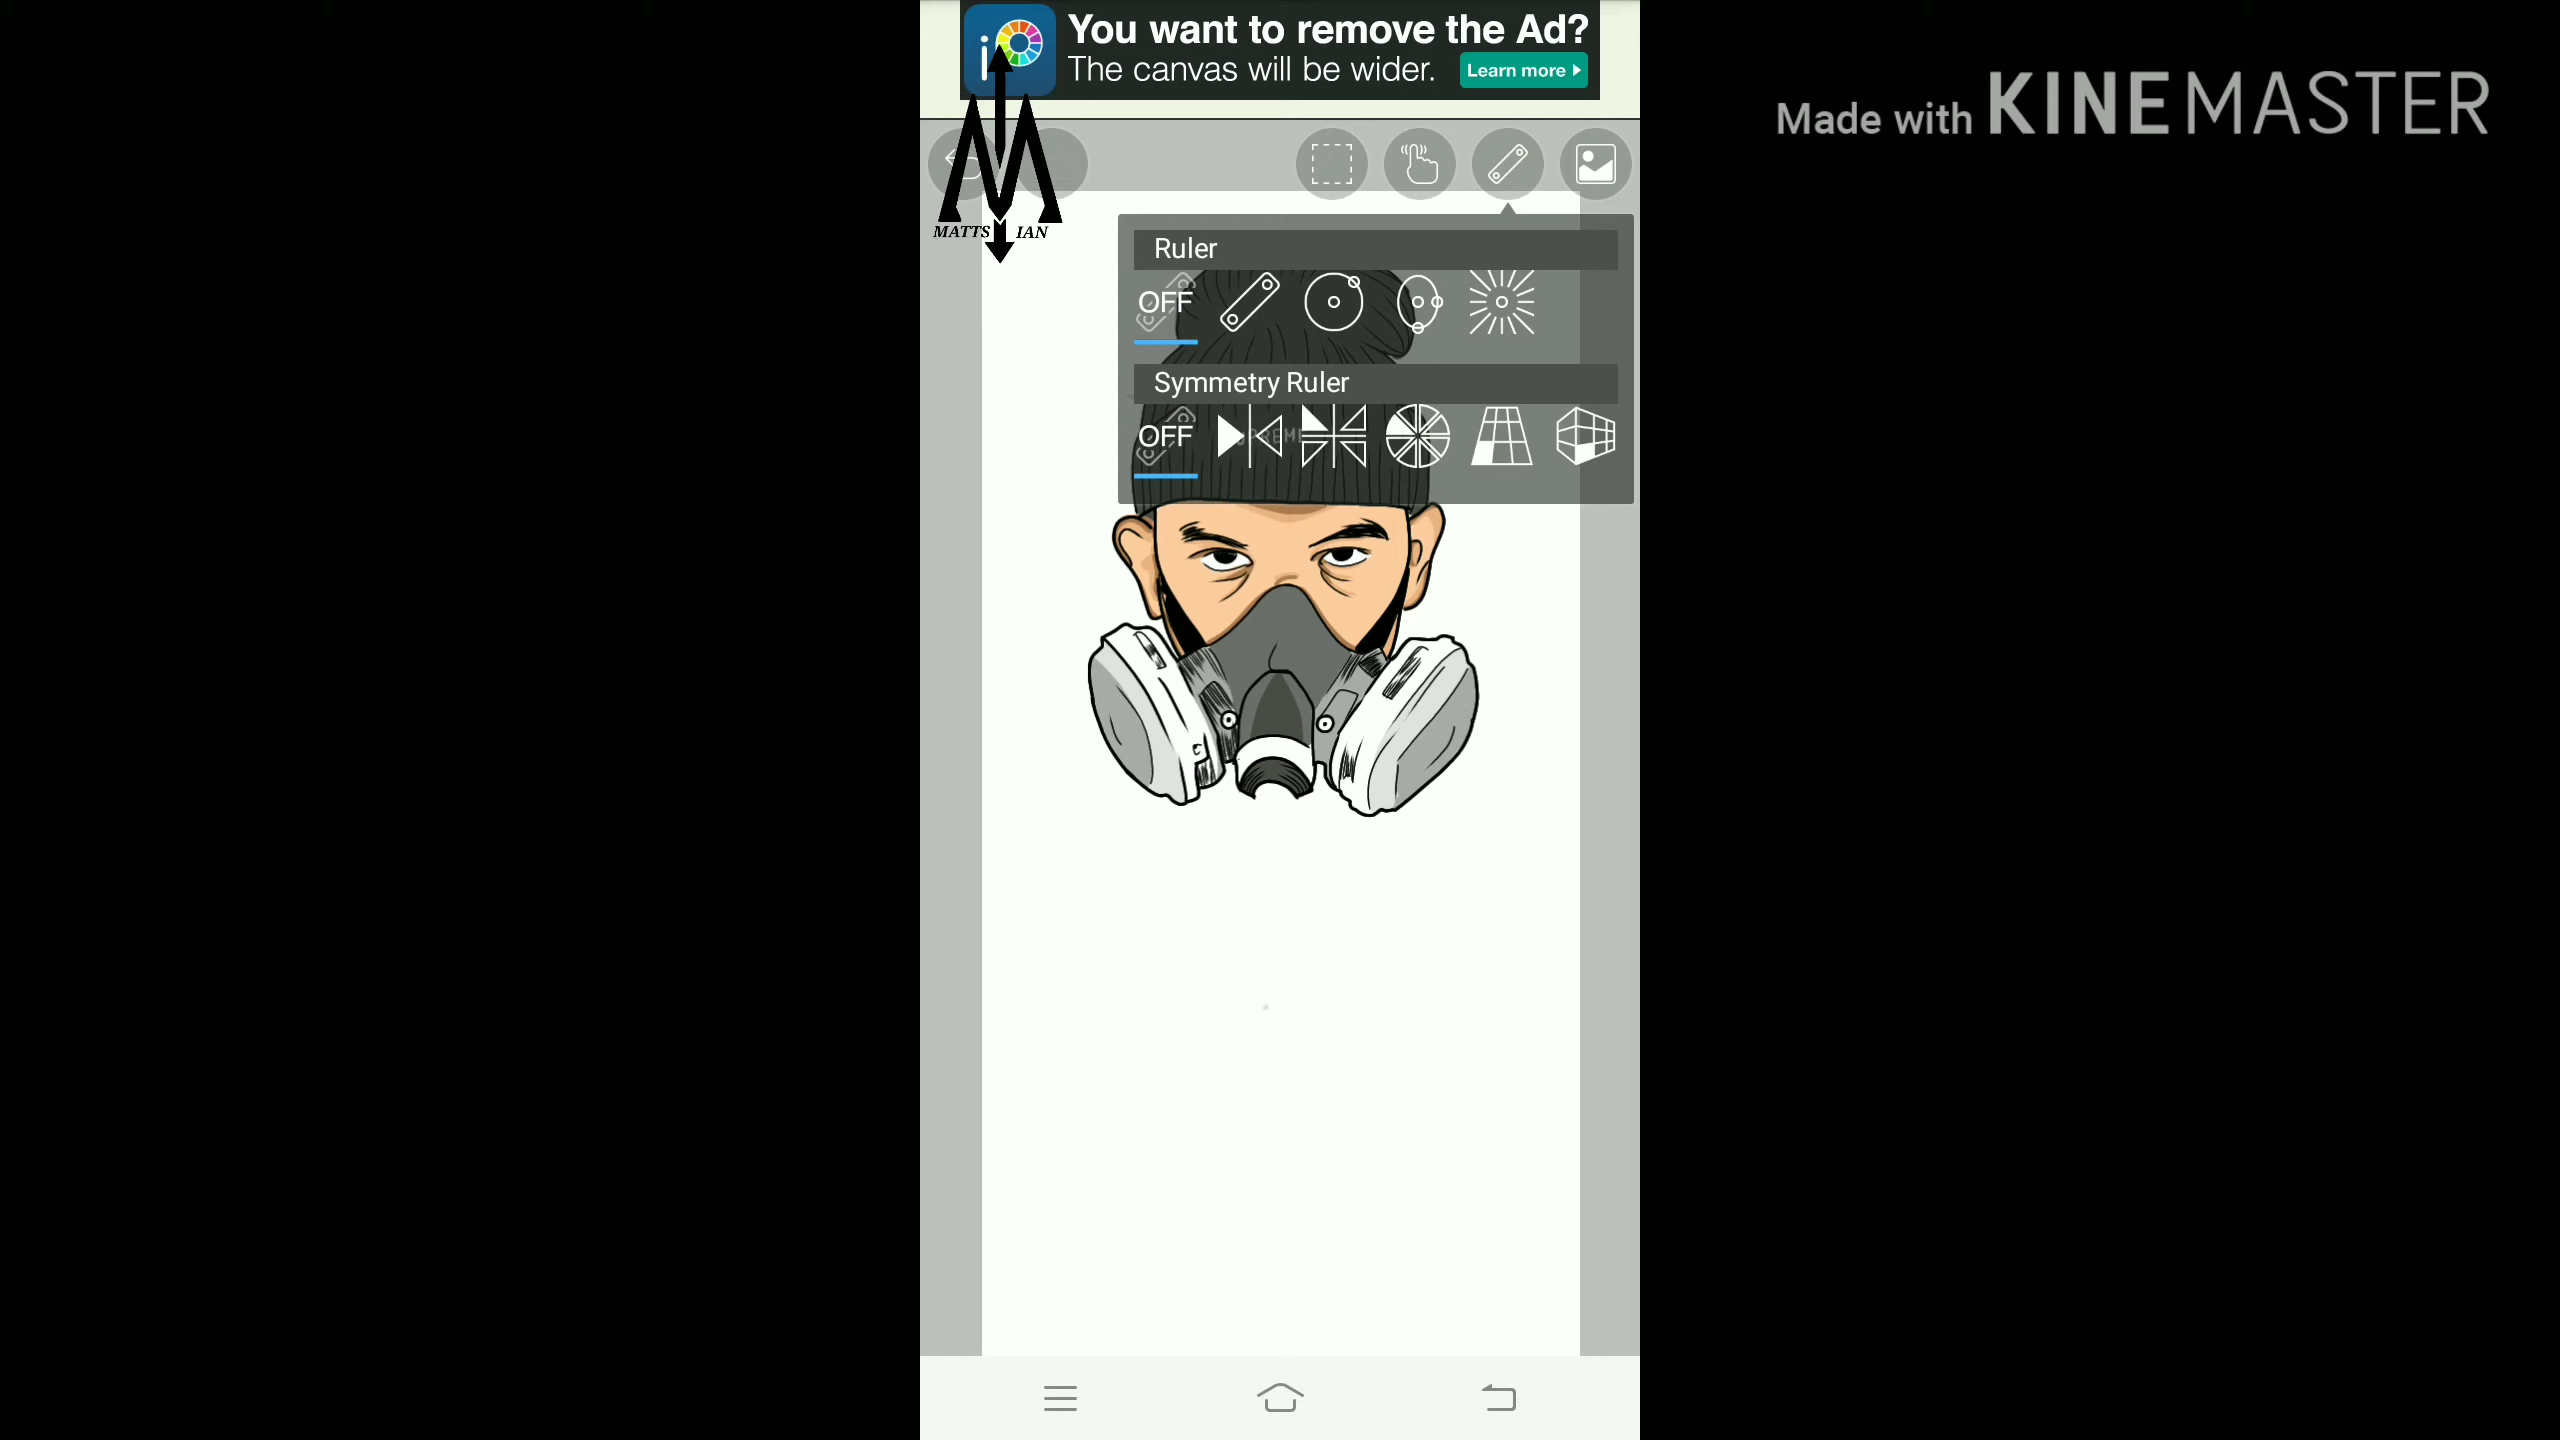 You want to remove the Ad?
The canvas will be wider.
Learn more
Made with KINEMASTER
MATTS IAN
Ruler
OFF
Symmetry Ruler
OFF